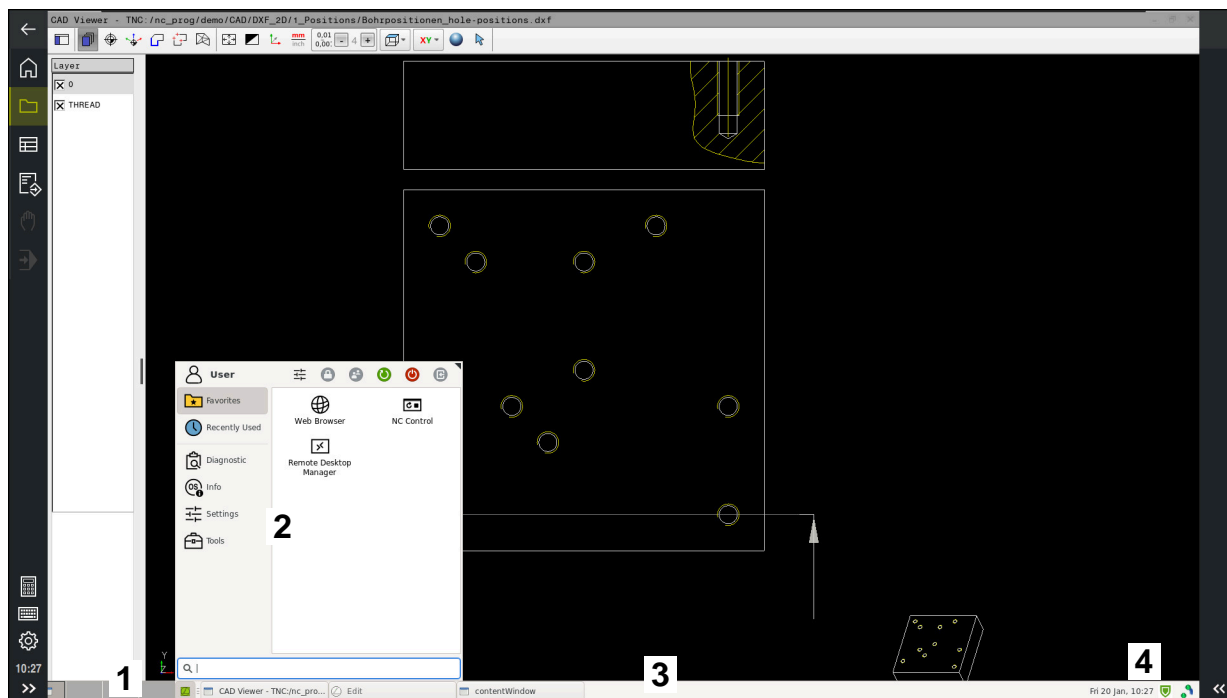 CAD Viewer - TNC:/nc_prog/demo/CAD/DXF_2D/1_Positions/Bohrpositionen_hole-positions.dxf
mm
inch
0,01
0,00:
- 4 +
XY
Layer
0
THREAD
User
Favorites
Recently Used
Diagnostic
OS Info
Settings
Tools
Web Browser
NC Control
Remote Desktop
Manager
2
Y
Z
10:27
1
3
4
CAD Viewer - TNC:/nc_pro...
Edit
contentWindow
Fri 20 Jan, 10:27